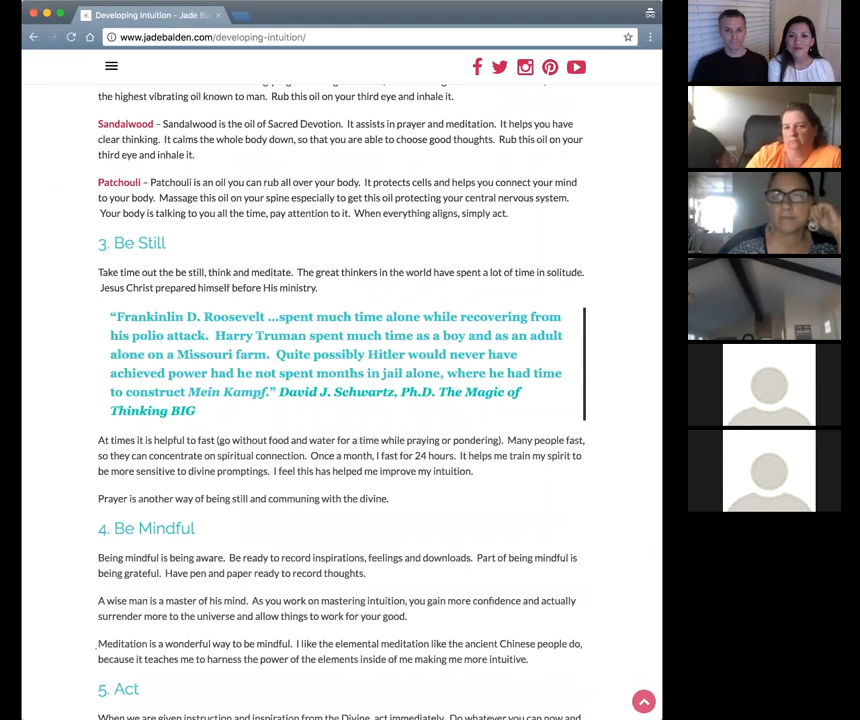 Developing Intuition – Jade Ba
www.jadebalden.com/developing-intuition/
the highest vibrating oil known to man. Rub this oil on your third eye and inhale it.
Sandalwood – Sandalwood is the oil of Sacred Devotion. It assists in prayer and meditation. It helps you have
clear thinking. It calms the whole body down, so that you are able to choose good thoughts. Rub this oil on your
third eye and inhale it.
Patchouli – Patchouli is an oil you can rub all over your body. It protects cells and helps you connect your mind
to your body. Massage this oil on your spine especially to get this oil protecting your central nervous system.
Your body is talking to you all the time, pay attention to it. When everything aligns, simply act.
3. Be Still
Take time out the be still, think and meditate. The great thinkers in the world have spent a lot of time in solitude.
Jesus Christ prepared himself before His ministry.
“Frankinlin D. Roosevelt …spent much time alone while recovering from
his polio attack. Harry Truman spent much time as a boy and as an adult
alone on a Missouri farm. Quite possibly Hitler would never have
achieved power had he not spent months in jail alone, where he had time
to construct Mein Kampf.” David J. Schwartz, Ph.D. The Magic of
Thinking BIG
At times it is helpful to fast (go without food and water for a time while praying or pondering). Many people fast,
so they can concentrate on spiritual connection. Once a month, I fast for 24 hours. It helps me train my spirit to
be more sensitive to divine promptings. I feel this has helped me improve my intuition.
Prayer is another way of being still and communing with the divine.
4. Be Mindful
Being mindful is being aware. Be ready to record inspirations, feelings and downloads. Part of being mindful is
being grateful. Have pen and paper ready to record thoughts.
A wise man is a master of his mind. As you work on mastering intuition, you gain more confidence and actually
surrender more to the universe and allow things to work for your good.
Meditation is a wonderful way to be mindful. I like the elemental meditation like the ancient Chinese people do,
because it teaches me to harness the power of the elements inside of me making me more intuitive.
5. Act
When we are given instruction and inspiration from the Divine, act immediately. Do whatever you can now and